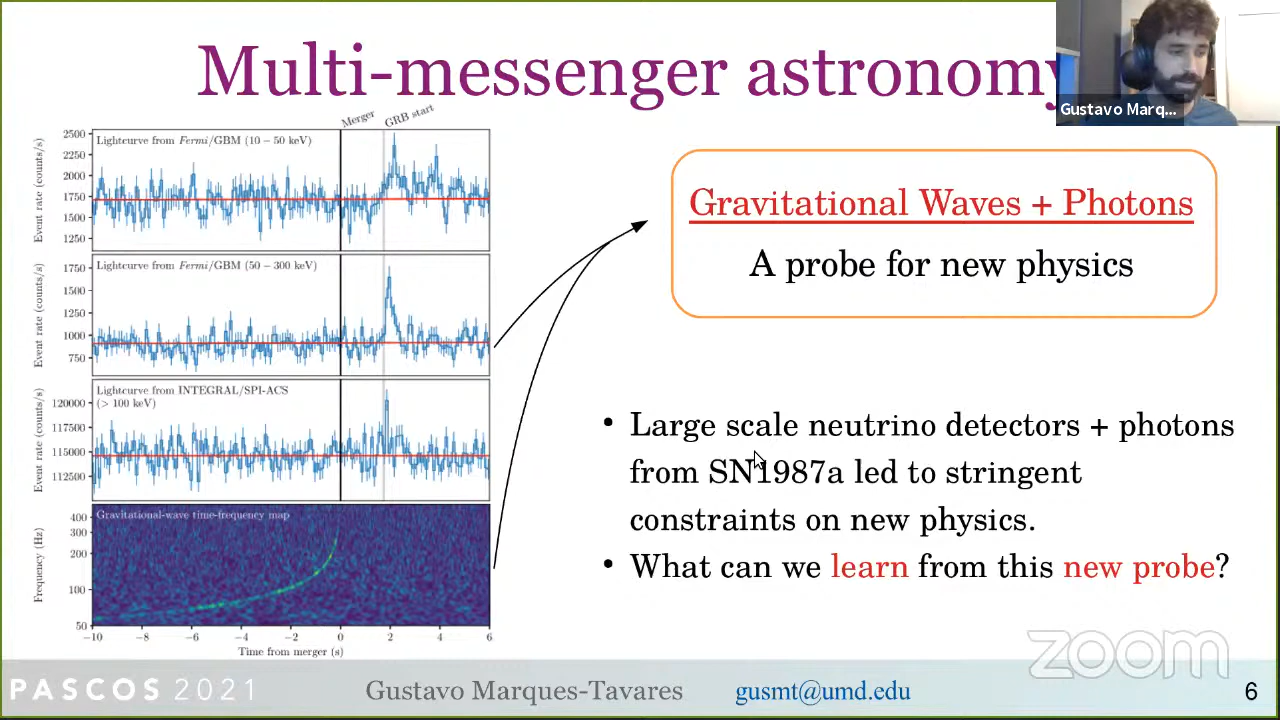 Multi-messenger astronomy
Gustavo Marq...
Merger
GRB start
Lightcurve from Fermi/GBM (10 − 50 keV)
Event rate (counts/s)
2500
2250
2000
1750
1500
1250
Lightcurve from Fermi/GBM (50 − 300 keV)
Event rate (counts/s)
1750
1500
1250
1000
750
Lightcurve from INTEGRAL/SPI-ACS
(> 100 keV)
Event rate (counts/s)
120000
117500
115000
112500
Gravitational-wave time-frequency map
Frequency (Hz)
400
300
200
100
50
−10 −8 −6 −4 −2 0 2 4 6
Time from merger (s)
Gravitational Waves + Photons
A probe for new physics
• Large scale neutrino detectors + photons
from SN1987a led to stringent
constraints on new physics.
• What can we learn from this new probe?
zoom
PASCOS 2021
Gustavo Marques-Tavares
gusmt@umd.edu
6